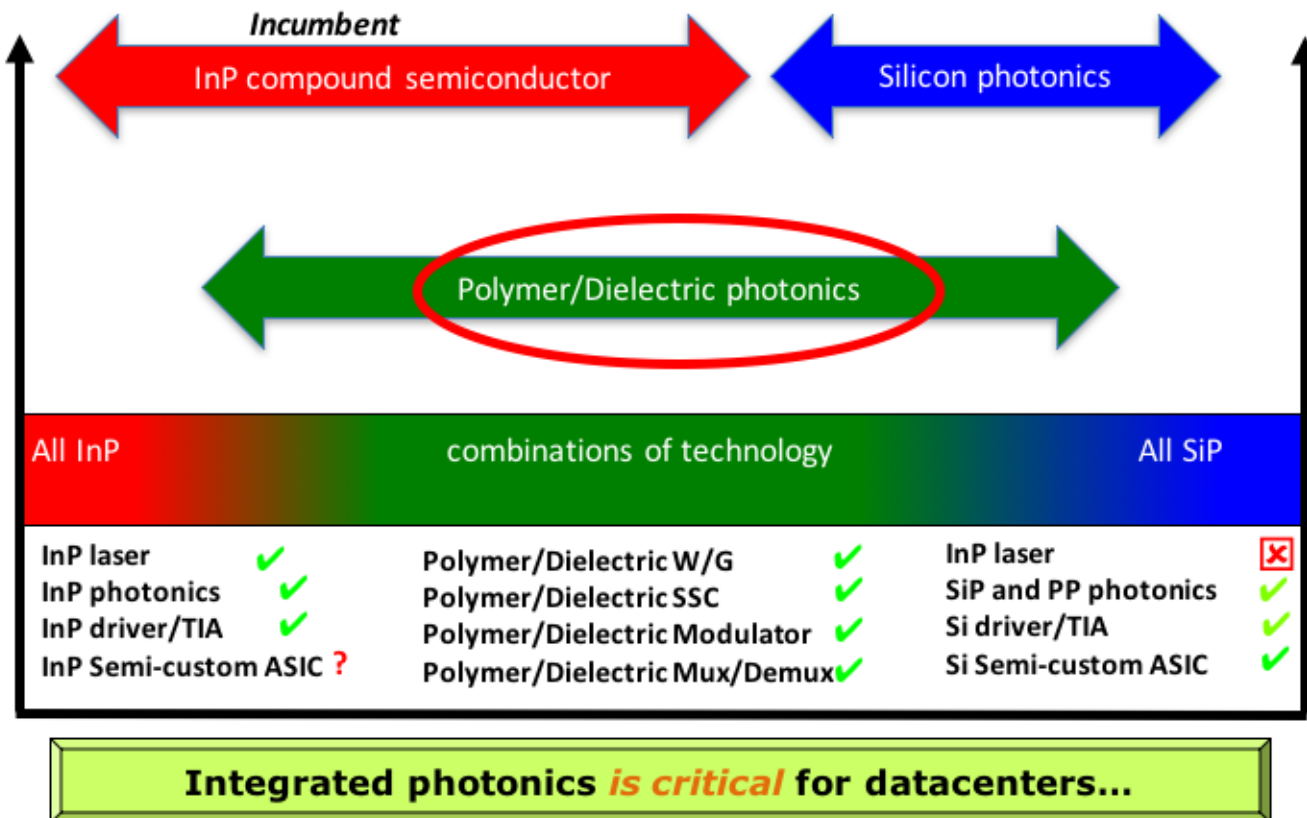 Incumbent
InP compound semiconductor
Silicon photonics
Polymer/Dielectric photonics
All InP
combinations of technology
All SiP
InP laser
InP photonics
InP driver/TIA
InP Semi-custom ASIC ?
Polymer/Dielectric W/G
Polymer/Dielectric SSC
Polymer/Dielectric Modulator
Polymer/Dielectric Mux/Demux
InP laser
SiP and PP photonics
Si driver/TIA
Si Semi-custom ASIC
Integrated photonics is critical for datacenters...